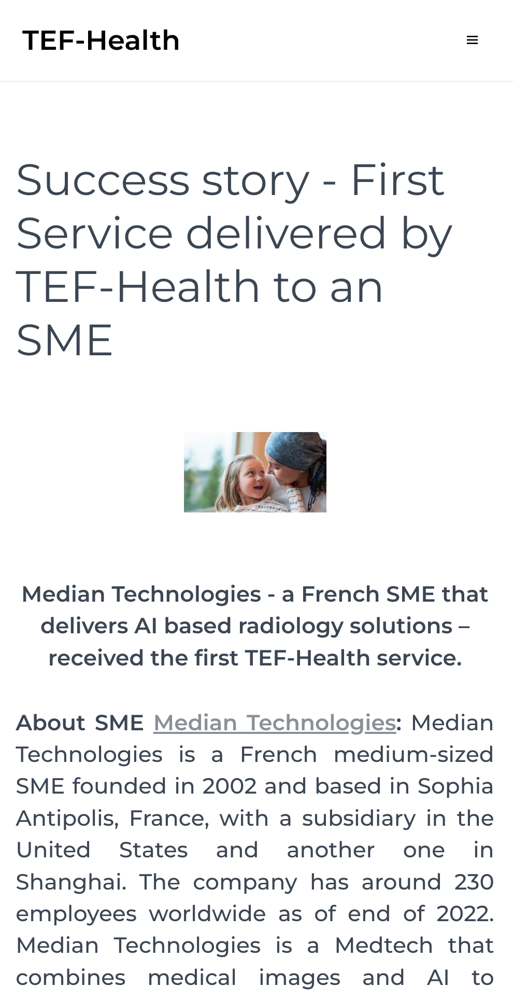 TEF-Health
Success story - First
Service delivered by
TEF-Health to an
SME
Median Technologies - a French SME that
delivers AI based radiology solutions –
received the first TEF-Health service.
About SME Median Technologies: Median
Technologies is a French medium-sized
SME founded in 2002 and based in Sophia
Antipolis, France, with a subsidiary in the
United States and another one in
Shanghai. The company has around 230
employees worldwide as of end of 2022.
Median Technologies is a Medtech that
combines medical images and AI to